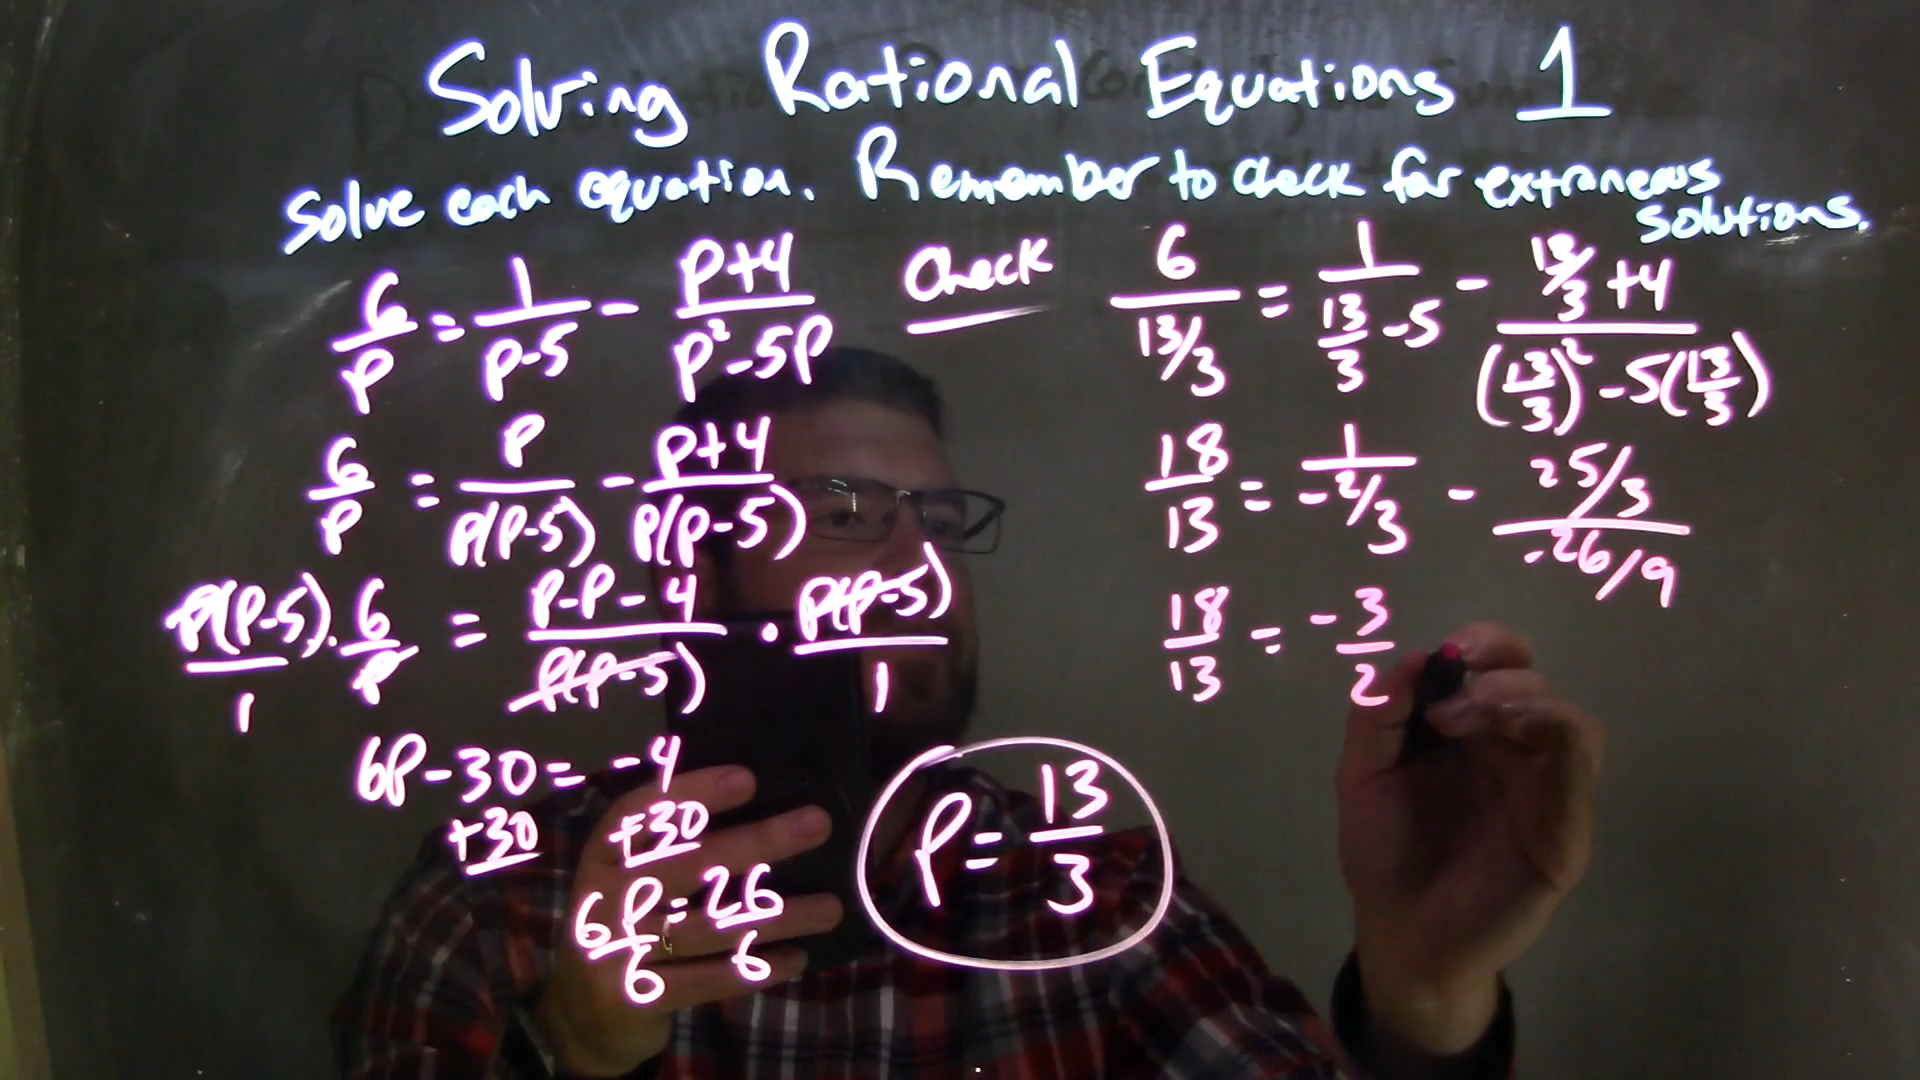 Solving Rational Equations 1
Solve each equation. Remember to check for extraneous solutions.
6/P = 1/(P-5) - (P+4)/(P²-5P)
6/P = P/(P(P-5)) - (P+4)/(P(P-5))
P(P-5)/1 · 6/P = (P-P-4)/(P(P-5)) · P(P-5)/1
6P-30 = -4
+30 +30
6P/6 = 26/6
P = 13/3
Check
6/(13/3) = 1/(13/3 - 5) - (13/3 + 4)/((13/3)² - 5(13/3))
18/13 = 1/(-2/3) - (25/3)/(-26/9)
18/13 = -3/2